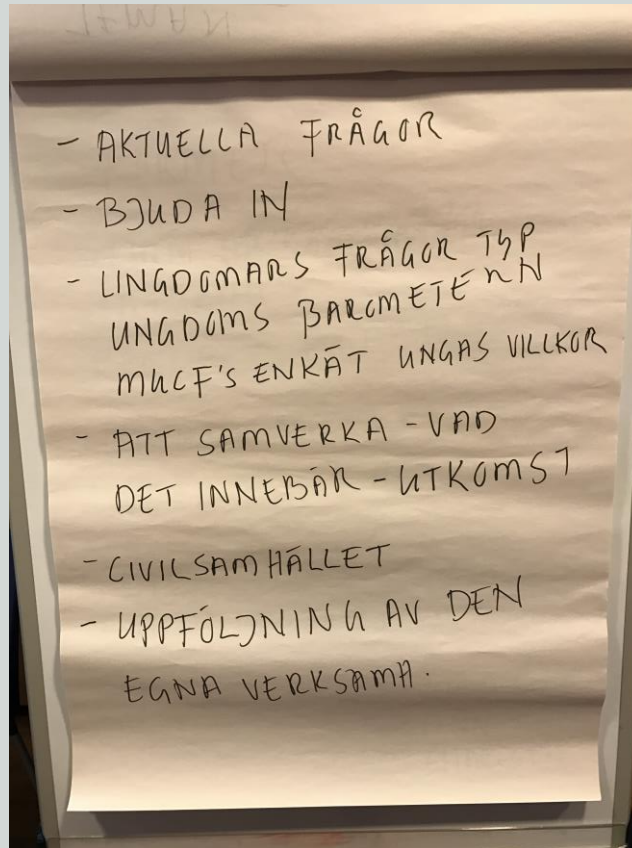 - AKTUELLA FRÅGOR
- BJUDA IN
- UNGDOMARS FRÅGOR TYP
UNGDOMS BAROMETERN
MUCF'S ENKÄT UNGAS VILLKOR
- ATT SAMVERKA - VAD
DET INNEBÄR - UTKOMST
- CIVILSAMHÄLLET
- UPPFÖLJNING AV DEN
EGNA VERKSAMH.